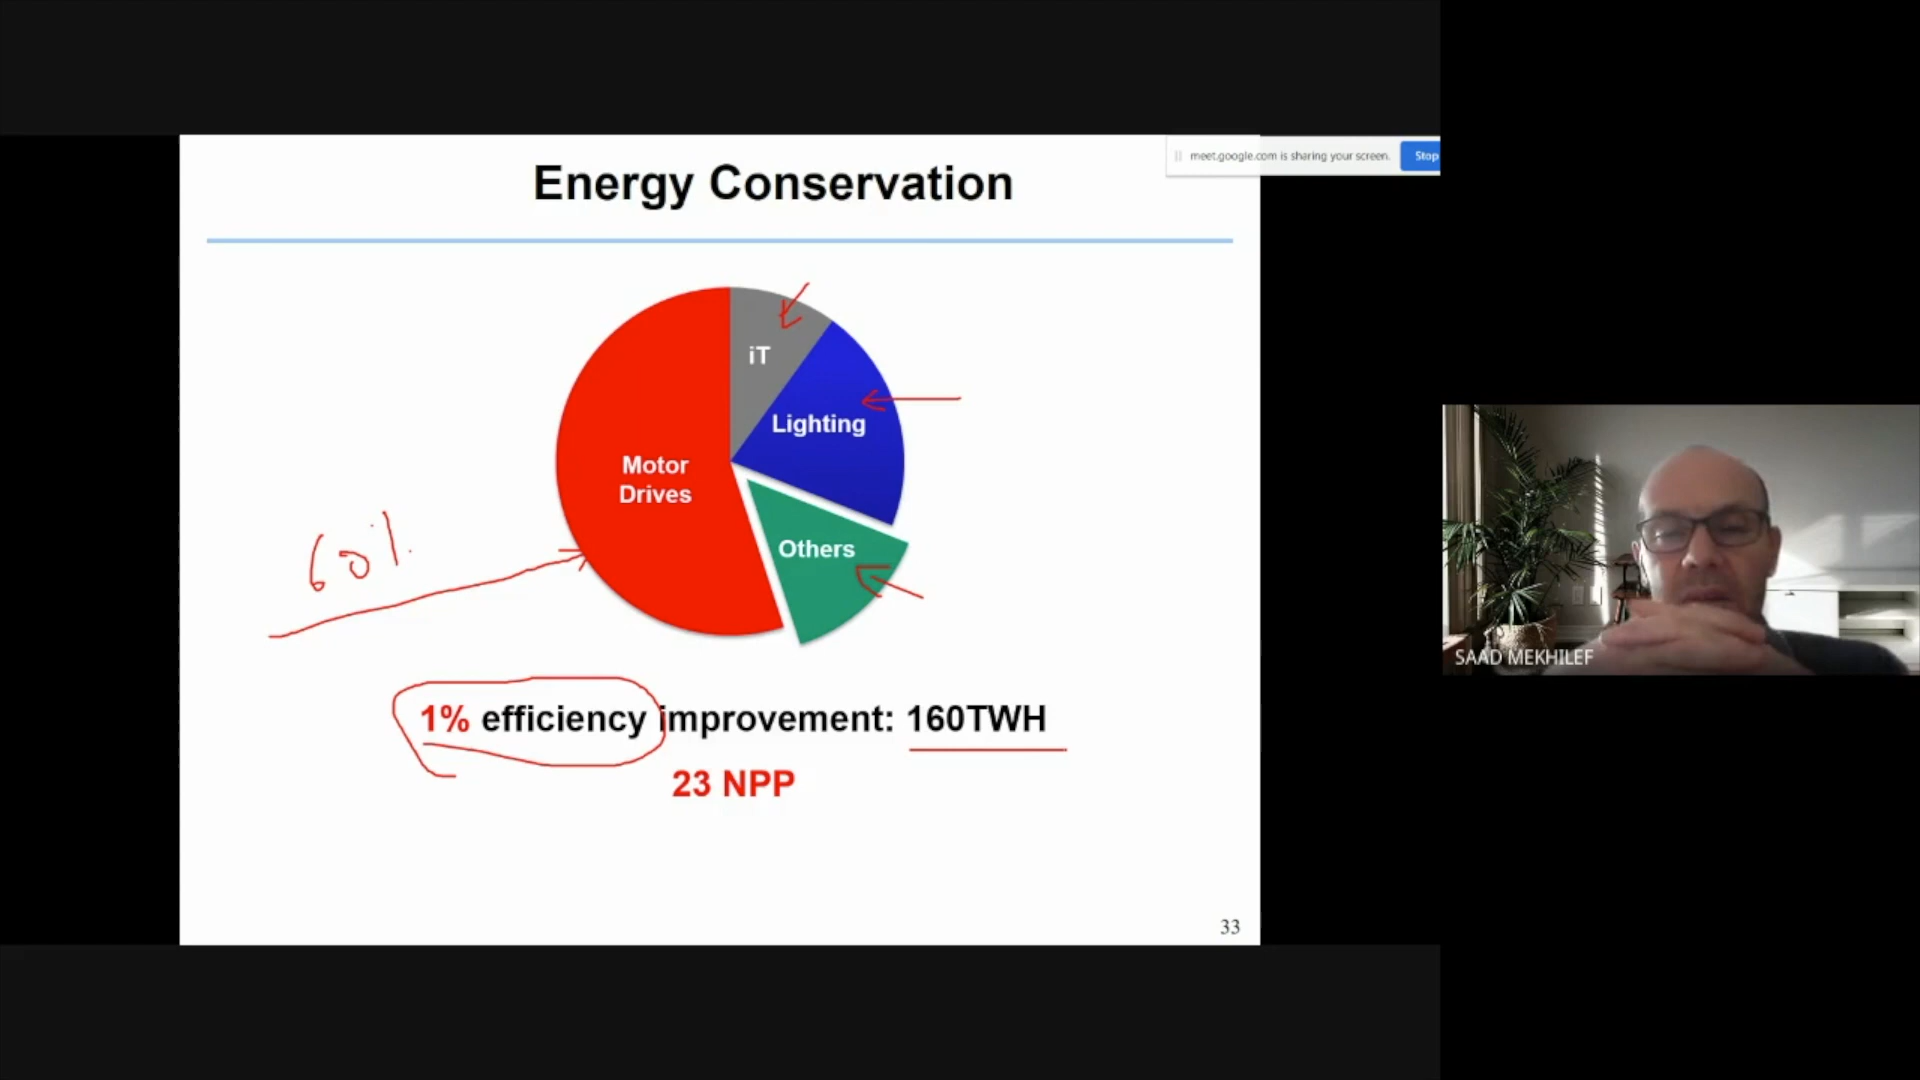 Energy Conservation
meet.google.com is sharing your screen.
Stop
iT
Lighting
Motor
Drives
Others
60%
1% efficiency improvement: 160TWH
23 NPP
33
SAAD MEKHILEF